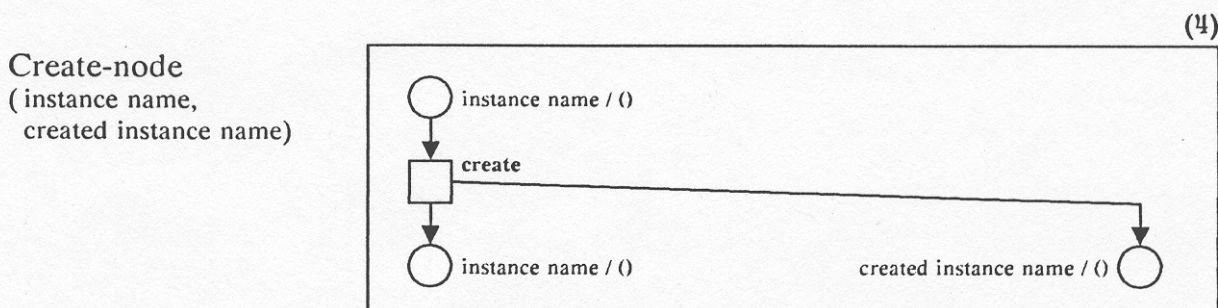 (4)
Create-node
( instance name,
created instance name)
instance name / ()
create
instance name / ()
created instance name / ()